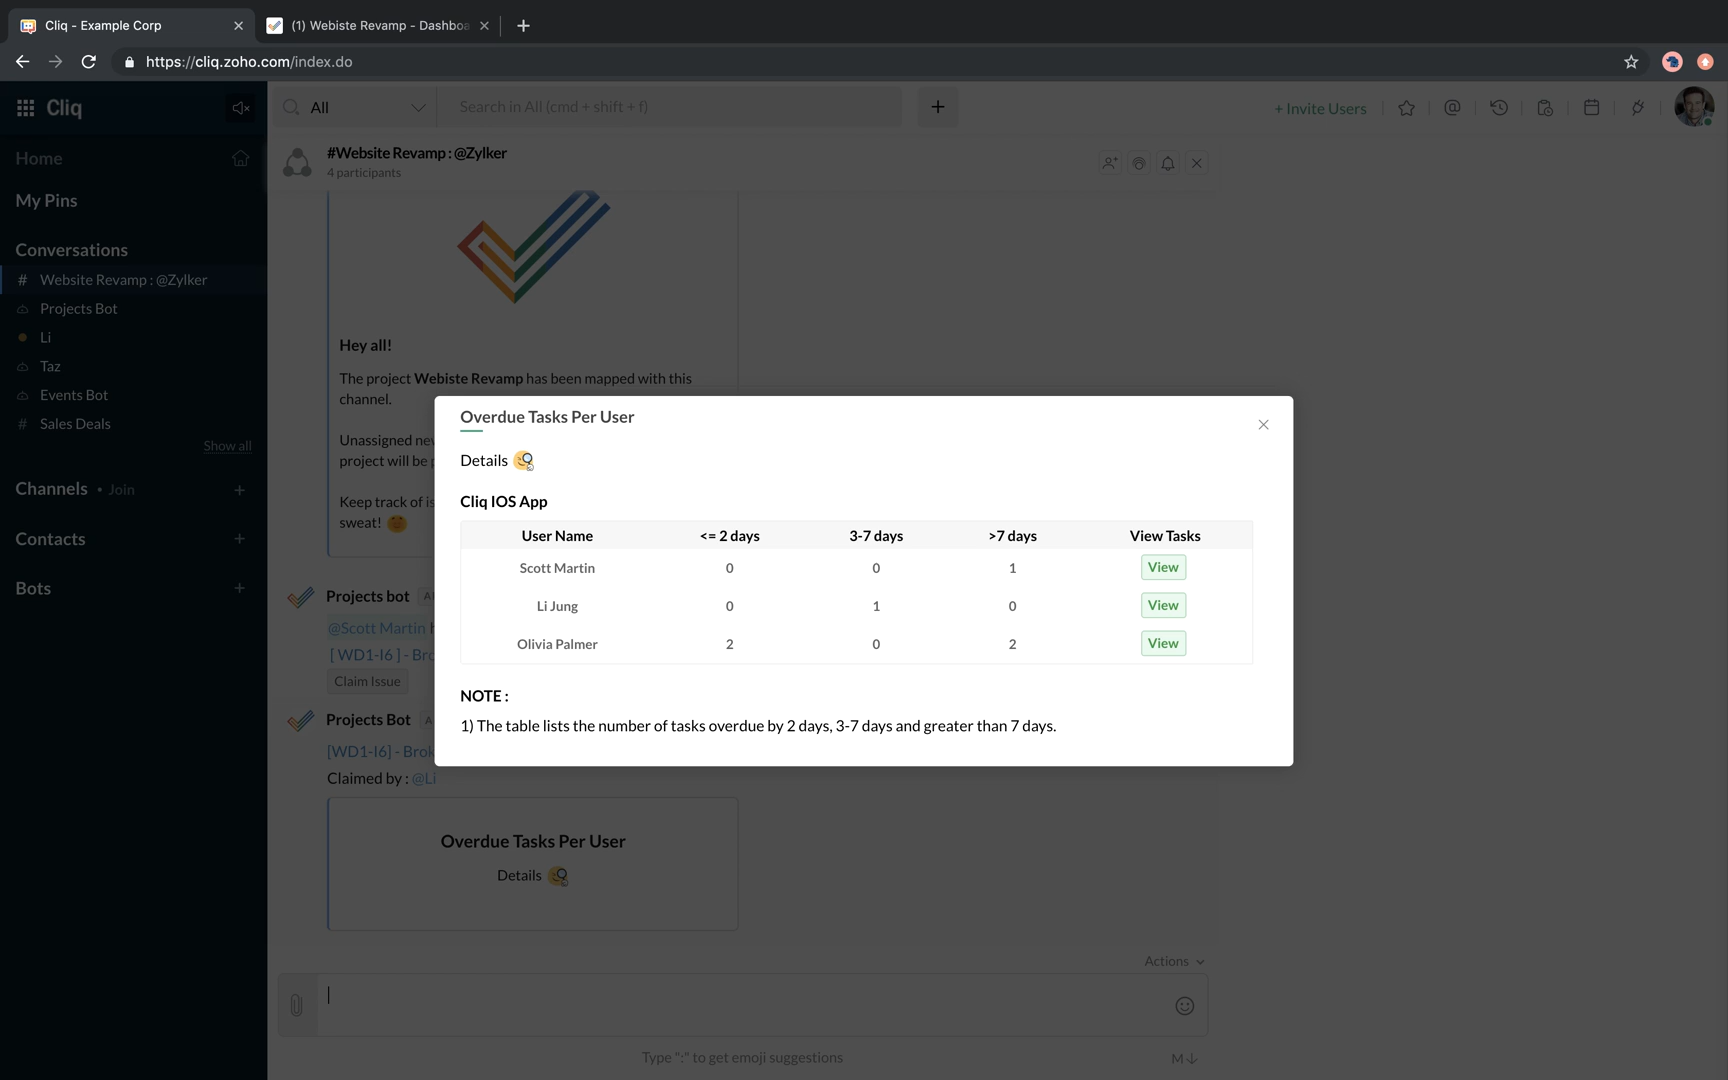 Cliq - Example Corp
(1) Webiste Revamp - Dashboa
https://cliq.zoho.com/index.do
Cliq
All
Search in All (cmd + shift + f)
+ Invite Users
Home
My Pins
Conversations
# Website Revamp : @Zylker
Projects Bot
Li
Taz
Events Bot
# Sales Deals
Show all
Channels • Join +
Contacts +
Bots +
#Website Revamp : @Zylker
4 participants
Hey all!
The project Webiste Revamp has been mapped with this
channel.
Unassigned new
project will be
Keep track of is
sweat!
Projects bot
@Scott Martin
[ WD1-I6 ] - Bro
Claim Issue
Projects Bot
[WD1-I6] - Brok
Claimed by : @Li
Overdue Tasks Per User
Details
Overdue Tasks Per User
Details
Cliq IOS App
User Name <= 2 days 3-7 days >7 days View Tasks
Scott Martin 0 0 1 View
Li Jung 0 1 0 View
Olivia Palmer 2 0 2 View
NOTE :
1) The table lists the number of tasks overdue by 2 days, 3-7 days and greater than 7 days.
Actions
Type ":" to get emoji suggestions
M↓